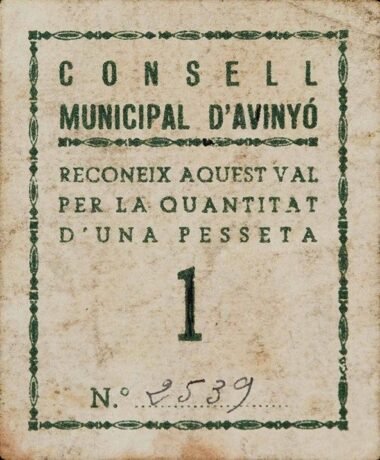 CONSELL
MUNICIPAL D'AVINYÓ
RECONEIX AQUEST VAL
PER LA QUANTITAT
D'UNA PESSETA
1
N.º 2539